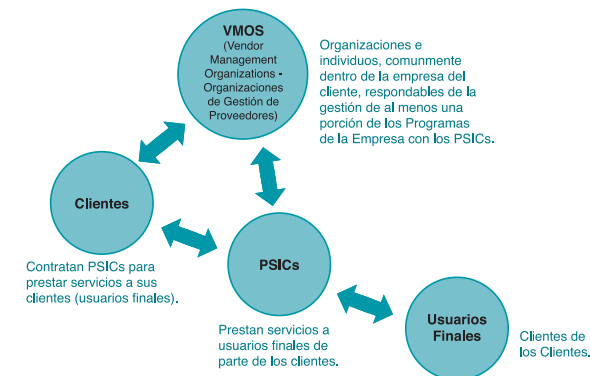 VMOS
(Vendor
Management
Organizations -
Organizaciones
de Gestión de
Proveedores)
Organizaciones e
individuos, comunmente
dentro de la empresa del
cliente, respondables de la
gestión de al menos una
porción de los Programas
de la Empresa con los PSICs.
Clientes
Contratan PSICs para
prestar servicios a sus
clientes (usuarios finales).
PSICs
Prestan servicios a
usuarios finales de
parte de los clientes.
Usuarios
Finales
Clientes de
los Clientes.